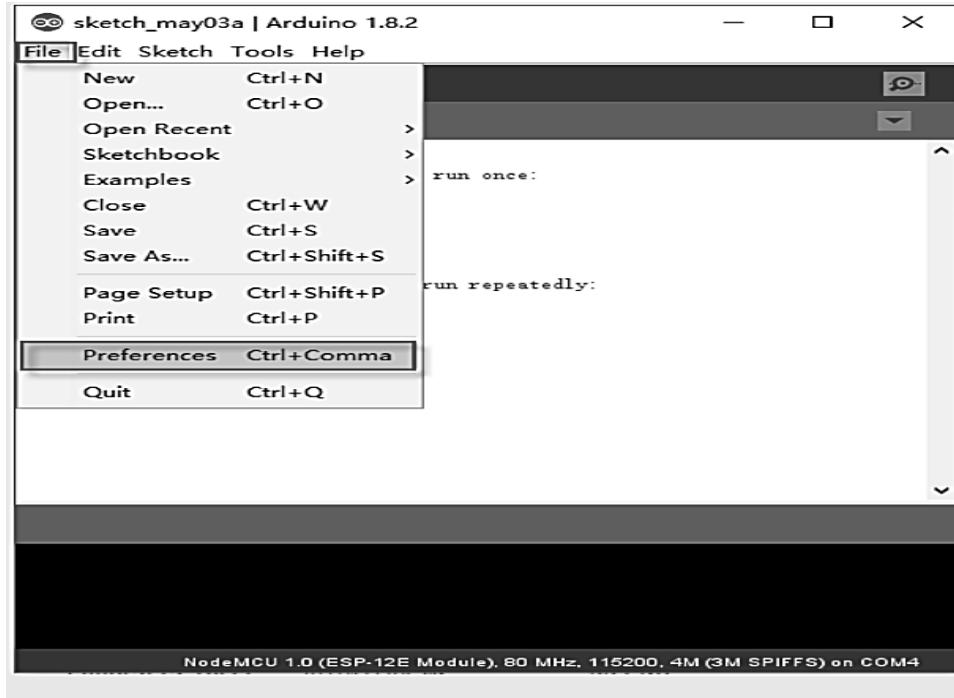 sketch_may03a | Arduino 1.8.2
File Edit Sketch Tools Help
New Ctrl+N
Open... Ctrl+O
Open Recent >
Sketchbook >
Examples >
run once:
Close Ctrl+W
Save Ctrl+S
Save As... Ctrl+Shift+S
Page Setup Ctrl+Shift+P
run repeatedly:
Print Ctrl+P
Preferences Ctrl+Comma
Quit Ctrl+Q
NodeMCU 1.0 (ESP-12E Module), 80 MHz, 115200, 4M (3M SPIFFS) on COM4